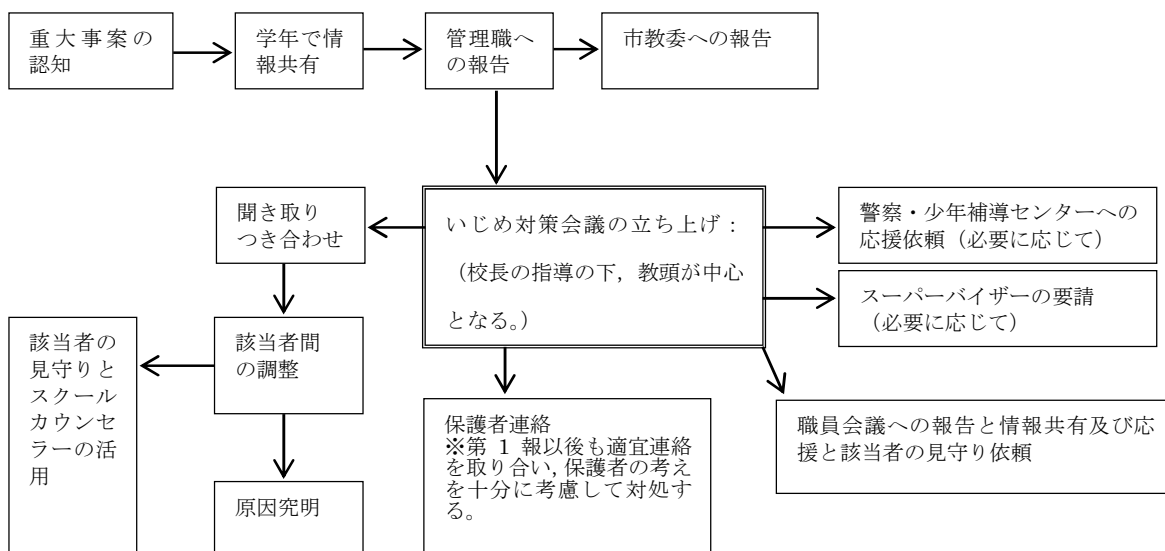 重大事案の
認知
学年で情
報共有
管理職へ
の報告
市教委への報告
聞き取り
つき合わせ
いじめ対策会議の立ち上げ：
（校長の指導の下，教頭が中心
となる。）
警察・少年補導センターへの
応援依頼（必要に応じて）
スーパーバイザーの要請
（必要に応じて）
該当者の
見守りと
スクール
カウンセ
ラーの活
用
該当者間
の調整
原因究明
保護者連絡
※第 1 報以後も適宜連絡
を取り合い，保護者の考え
を十分に考慮して対処す
る。
職員会議への報告と情報共有及び応
援と該当者の見守り依頼